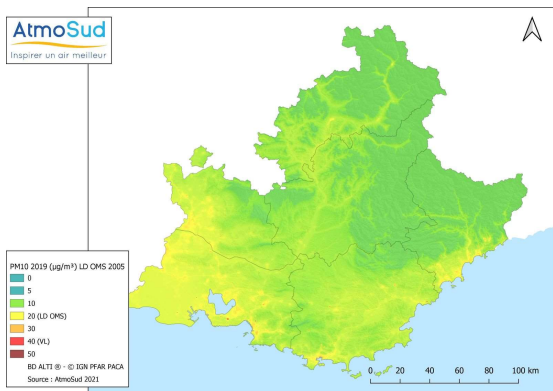 AtmoSud
Inspirer un air meilleur
PM10 2019 (µg/m³) LD OMS 2005
0
5
10
20 (LD OMS)
30
40 (VL)
50
BD ALTI ® - © IGN PFAR PACA
Source : AtmoSud 2021
0 20 40 60 80 100 km